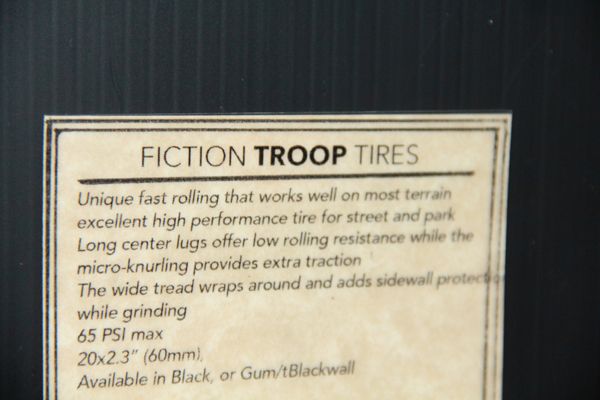 FICTION TROOP TIRES
Unique fast rolling that works well on most terrain
excellent high performance tire for street and park
Long center lugs offer low rolling resistance while the
micro-knurling provides extra traction
The wide tread wraps around and adds sidewall protection
while grinding
65 PSI max
20x2.3" (60mm),
Available in Black, or Gum/tBlackwall